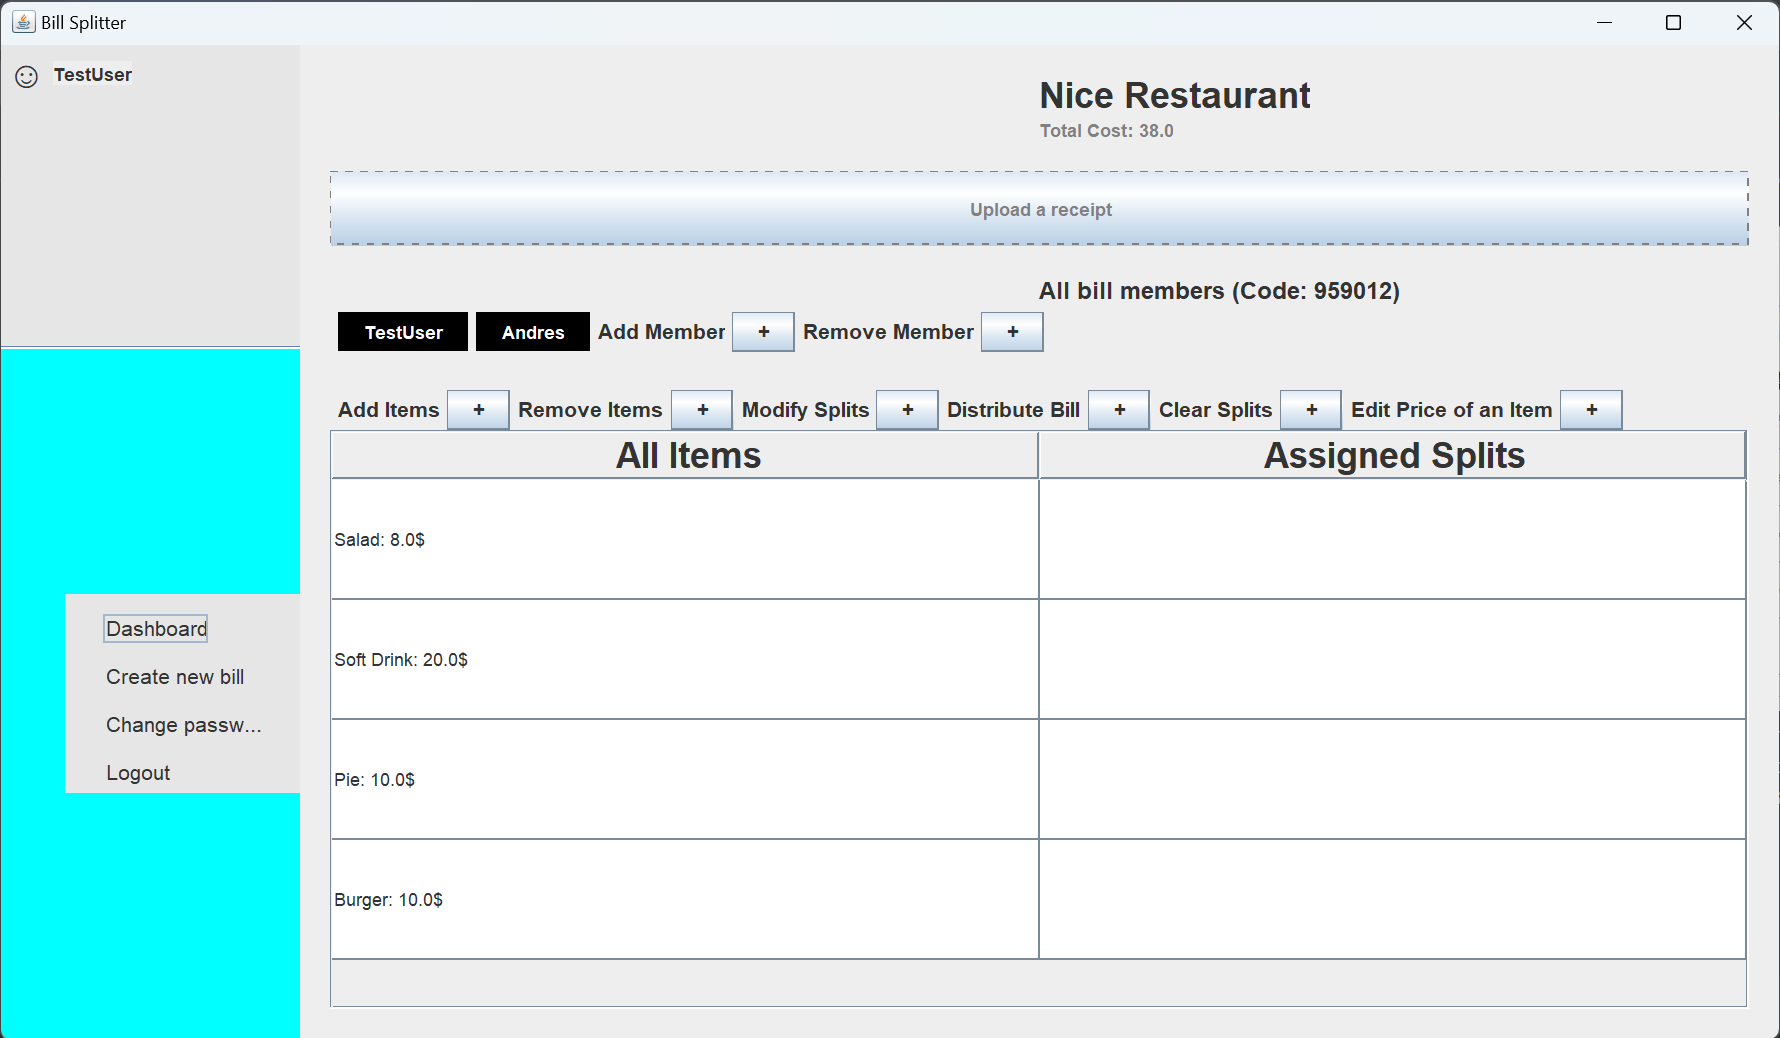 Bill Splitter
TestUser
Nice Restaurant
Total Cost: 38.0
Upload a receipt
All bill members (Code: 959012)
TestUser Andres Add Member + Remove Member +
Add Items + Remove Items + Modify Splits + Distribute Bill + Clear Splits + Edit Price of an Item +
All Items Assigned Splits
Salad: 8.0$
Soft Drink: 20.0$
Pie: 10.0$
Burger: 10.0$
Dashboard
Create new bill
Change passw...
Logout